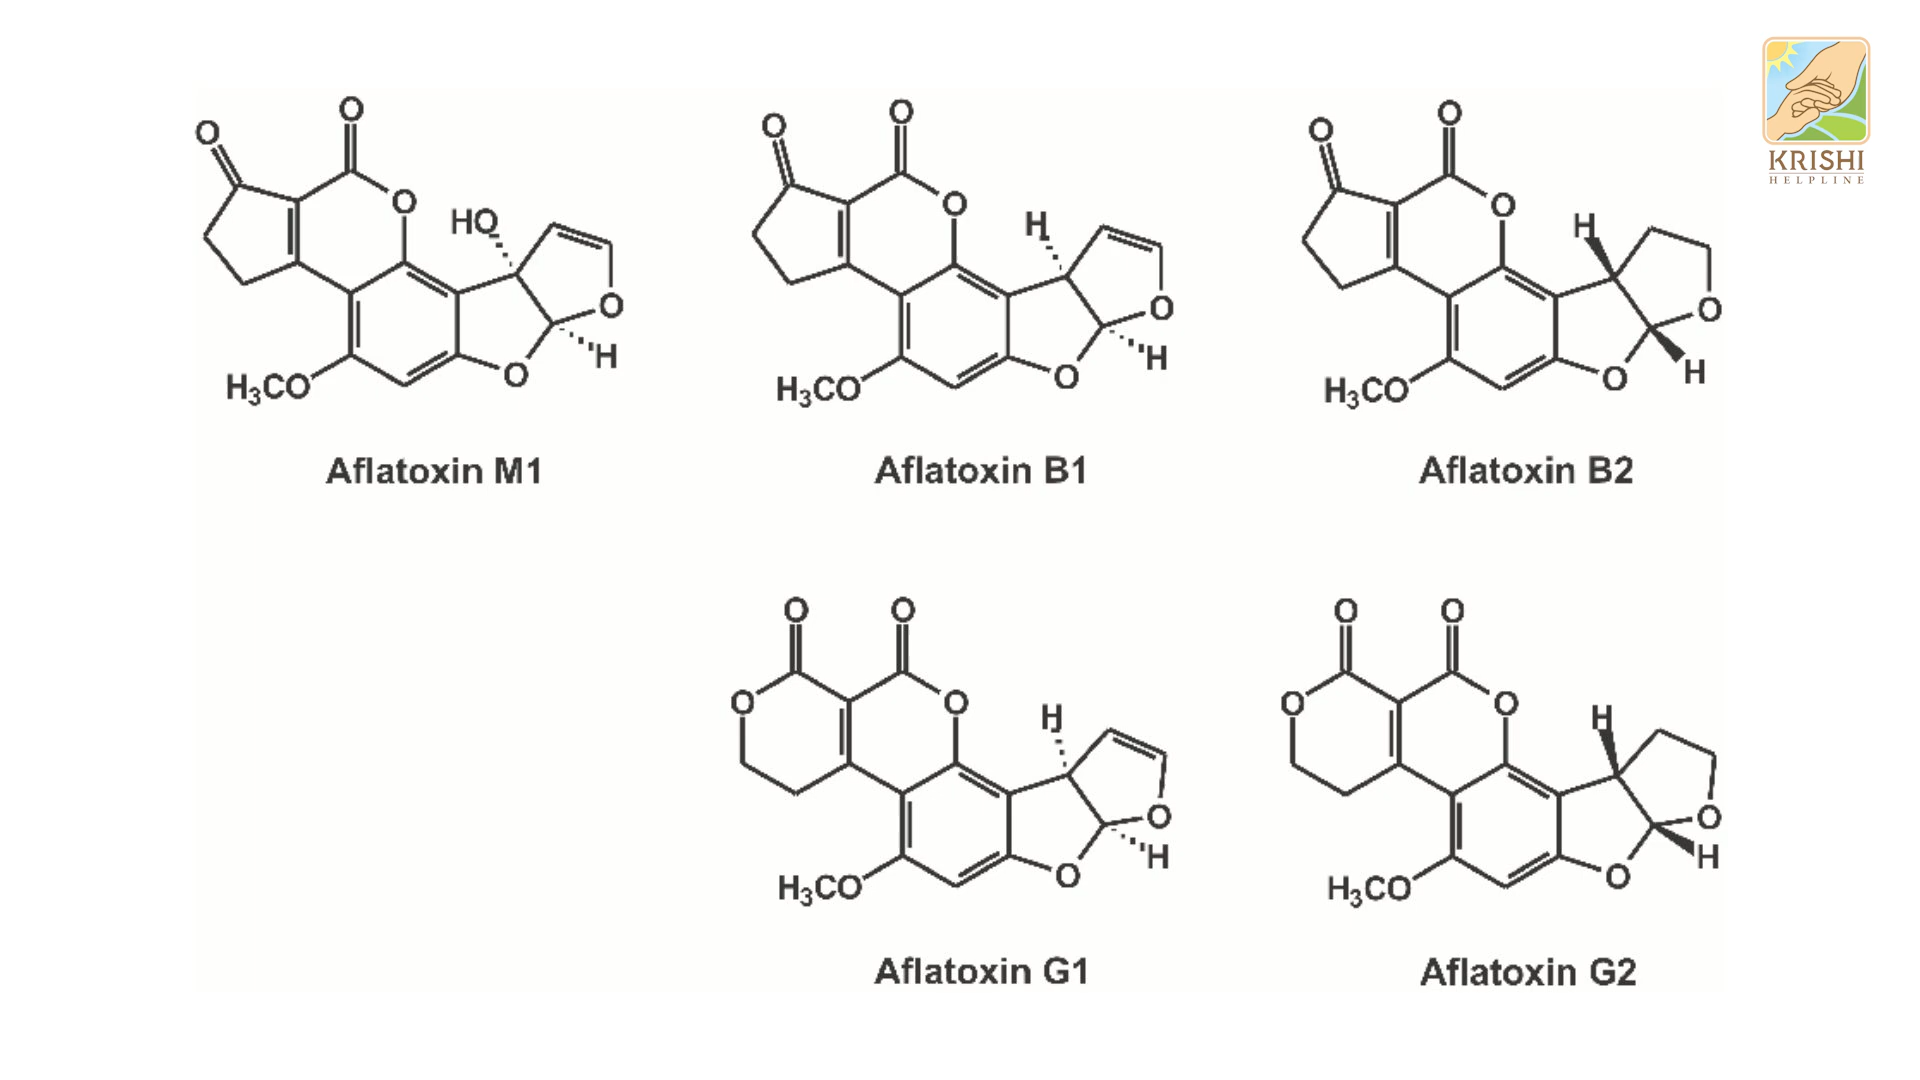 KRISHI
HELPLINE
O
O
O
HO
O
H
O
H₃CO
Aflatoxin M1
O
O
O
H
O
H
O
H₃CO
Aflatoxin B1
O
O
O
H
O
H
O
H₃CO
Aflatoxin B2
O
O
O
O
H
O
H
O
H₃CO
Aflatoxin G1
O
O
O
O
H
O
H
O
H₃CO
Aflatoxin G2